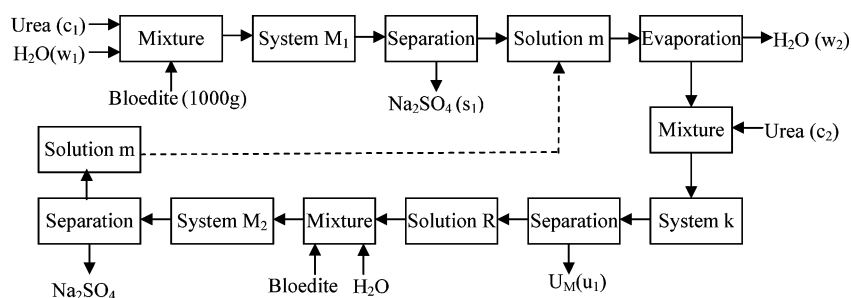 Urea (c₁)
H₂O(w₁)
Mixture
System M₁
Separation
Solution m
Evaporation
H₂O (w₂)
Bloedite (1000g)
Na₂SO₄ (s₁)
Mixture
Urea (c₂)
Solution m
Separation
System M₂
Mixture
Solution R
Separation
System k
Na₂SO₄
Bloedite
H₂O
U_M(u₁)